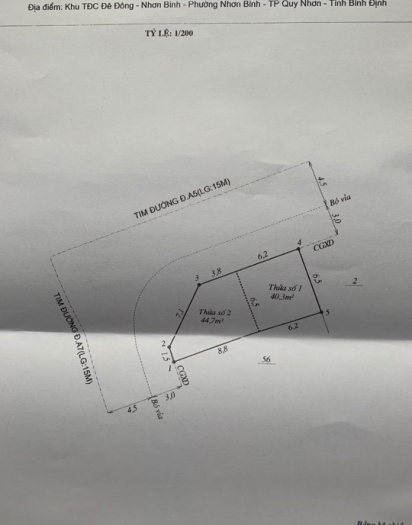 Địa điểm: Khu TĐC Đê Đông - Nhơn Bình - Phường Nhơn Bình - TP Quy Nhơn - Tỉnh Bình Định
TỶ LỆ: 1/200
TIM ĐƯỜNG Đ.A5(LG:15M)
4,5
Bó vỉa
3,0
CGXD
4
6,2
3,8
3
Thửa số 1
40,3m²
6,5
2
6,5
Thửa số 2
44,7m²
7,1
5
6,2
2
1,5
1
8,8
56
CGXD
TIM ĐƯỜNG Đ.A7(LG:15M)
3,0
4,5
Bó vỉa